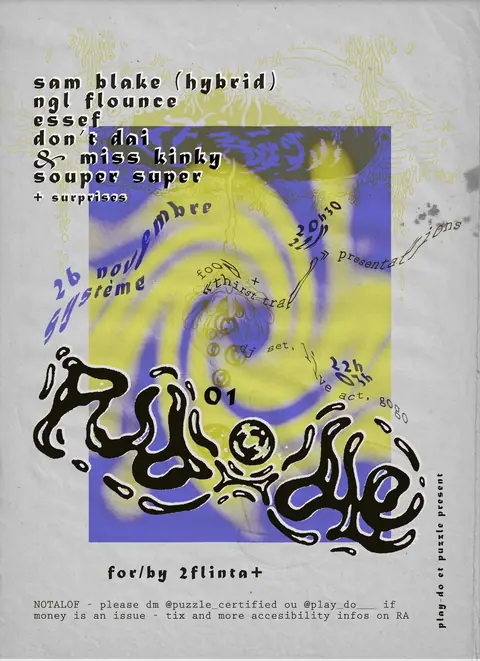 sam blake (hybrid)
ngl flounce
essef
don't dai
& miss kinky
souper super
+ surprises
26 novembre
système
20h30
food +
"thirst trap" presentations
dj set, live act, gogo
22h
01
for/by 2flinta+
play-do et puzzle present
NOTALOF - please dm @puzzle_certified ou @play_do___ if
money is an issue - tix and more accesibility infos on RA